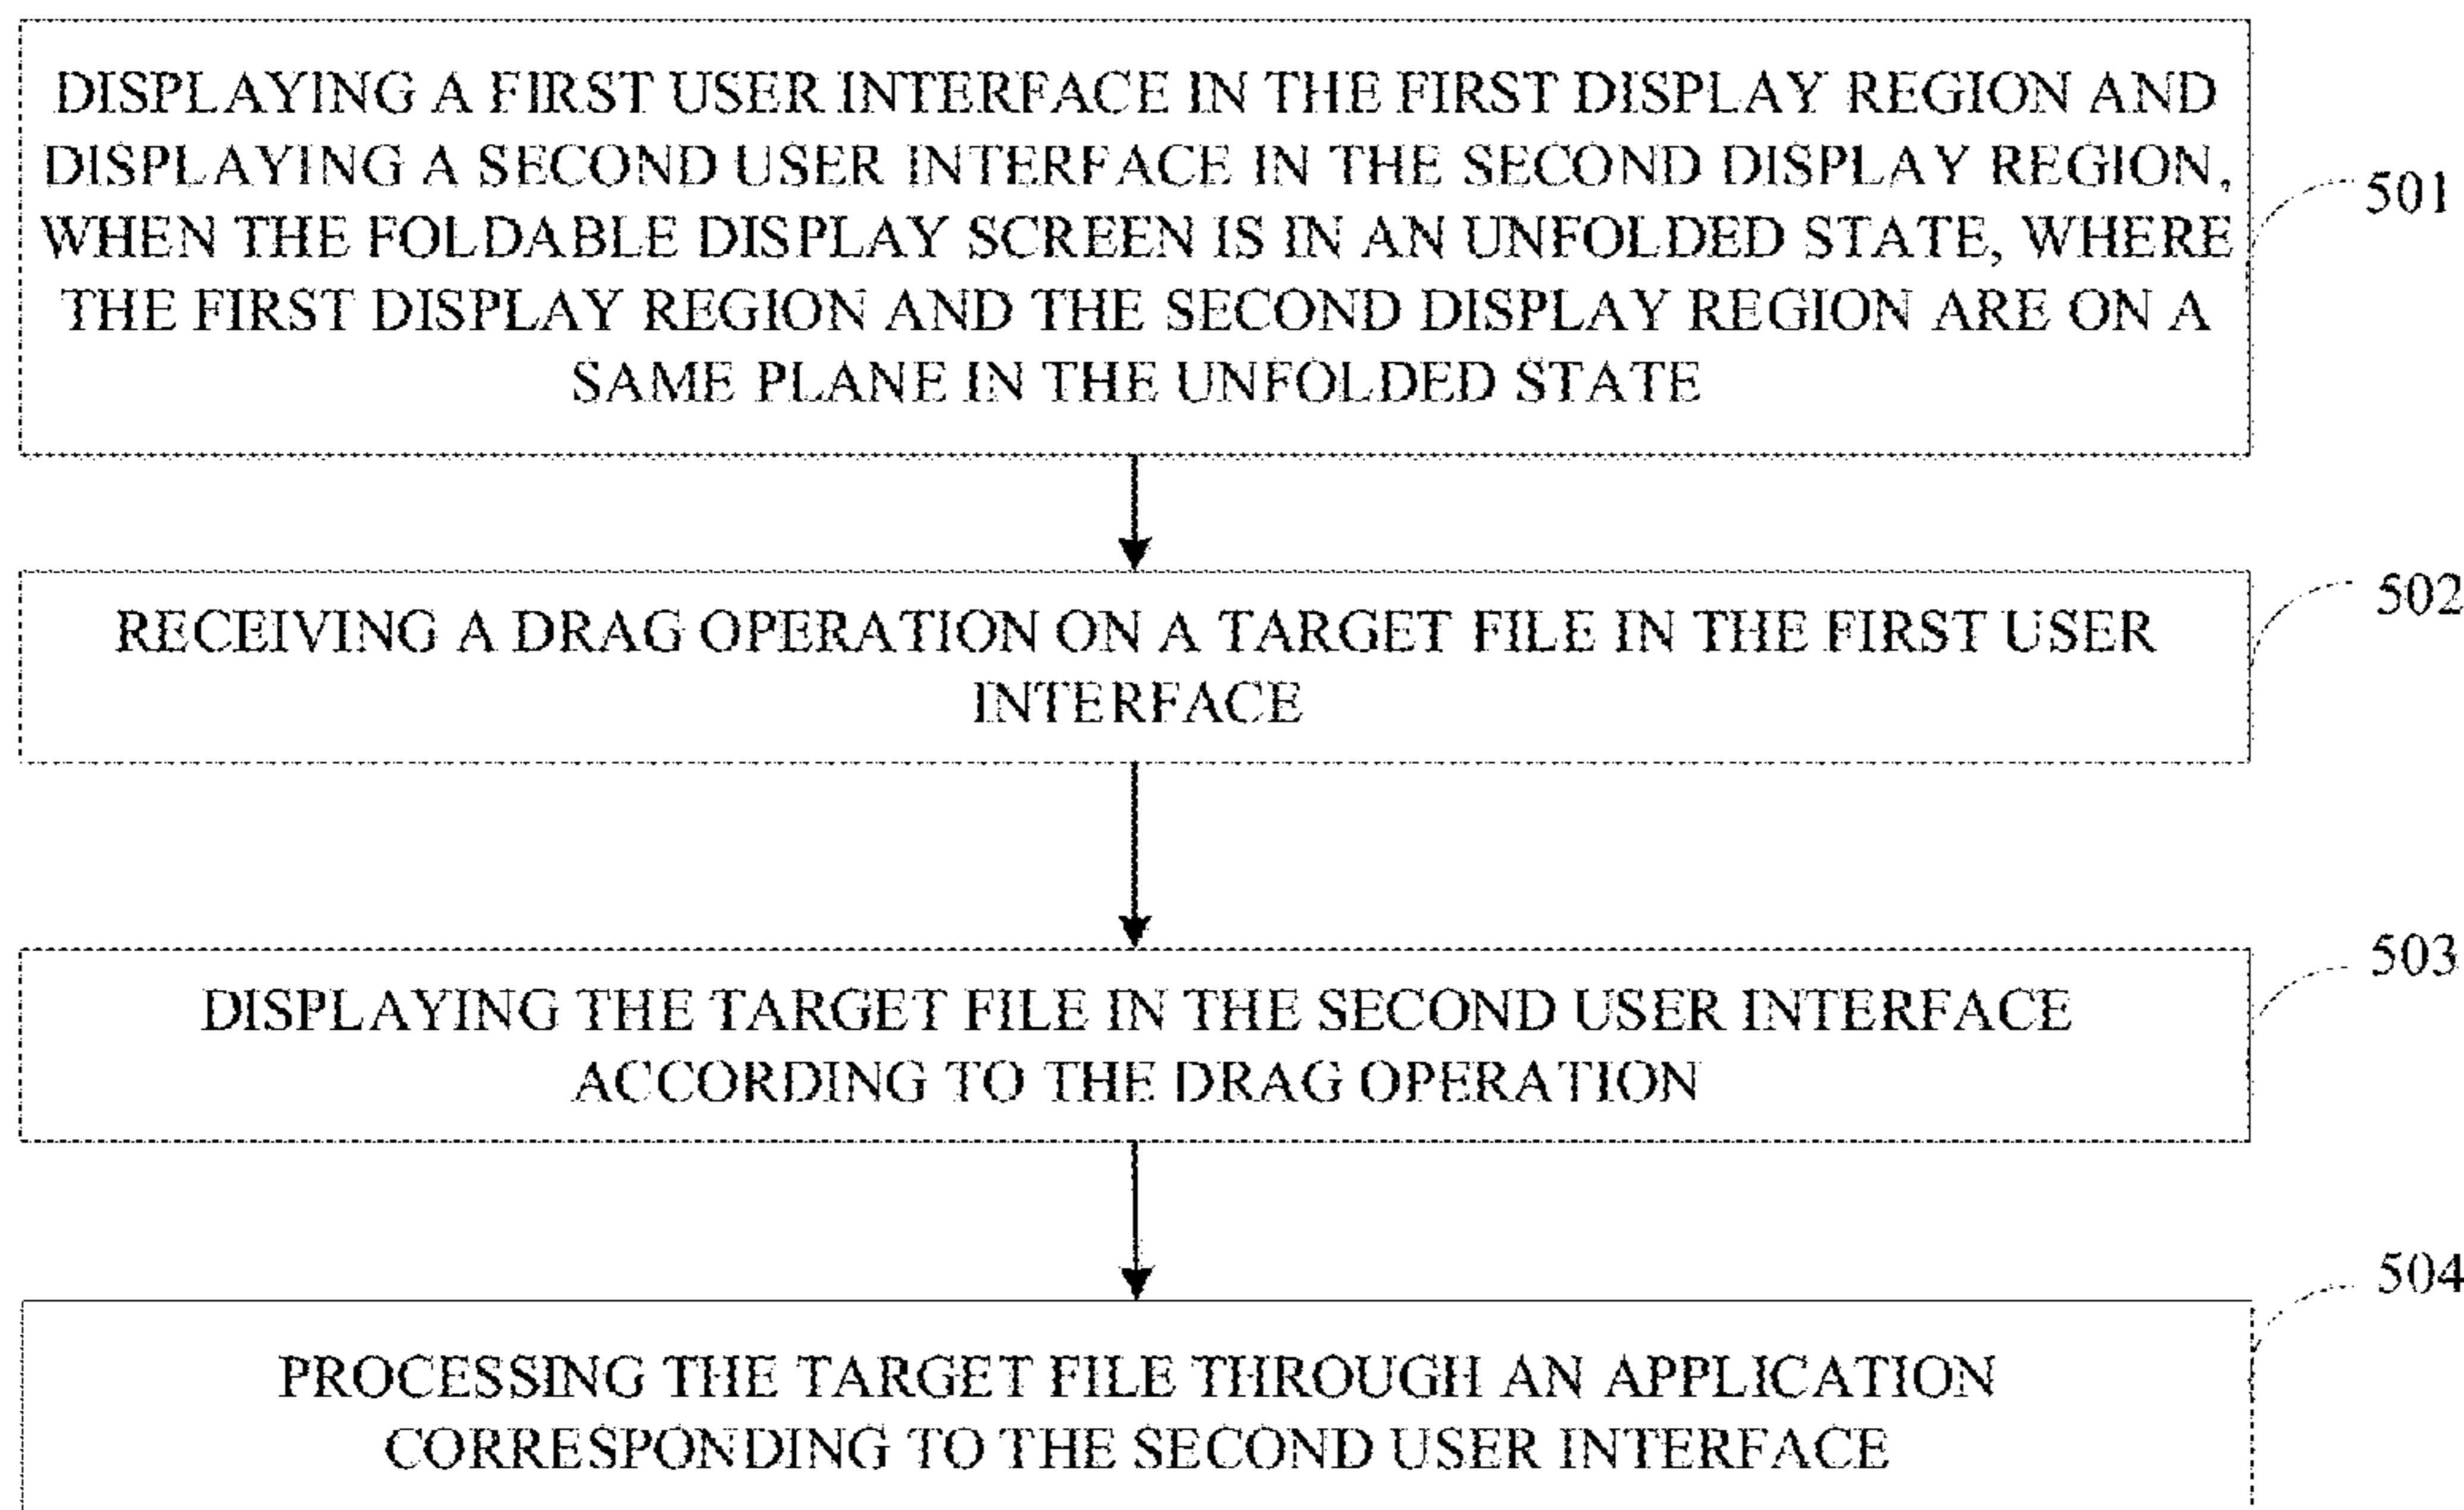 DISPLAYING A FIRST USER INTERFACE IN THE FIRST DISPLAY REGION AND
DISPLAYING A SECOND USER INTERFACE IN THE SECOND DISPLAY REGION,
WHEN THE FOLDABLE DISPLAY SCREEN IS IN AN UNFOLDED STATE, WHERE
THE FIRST DISPLAY REGION AND THE SECOND DISPLAY REGION ARE ON A
SAME PLANE IN THE UNFOLDED STATE
501
RECEIVING A DRAG OPERATION ON A TARGET FILE IN THE FIRST USER
INTERFACE
502
DISPLAYING THE TARGET FILE IN THE SECOND USER INTERFACE
ACCORDING TO THE DRAG OPERATION
503
PROCESSING THE TARGET FILE THROUGH AN APPLICATION
CORRESPONDING TO THE SECOND USER INTERFACE
504